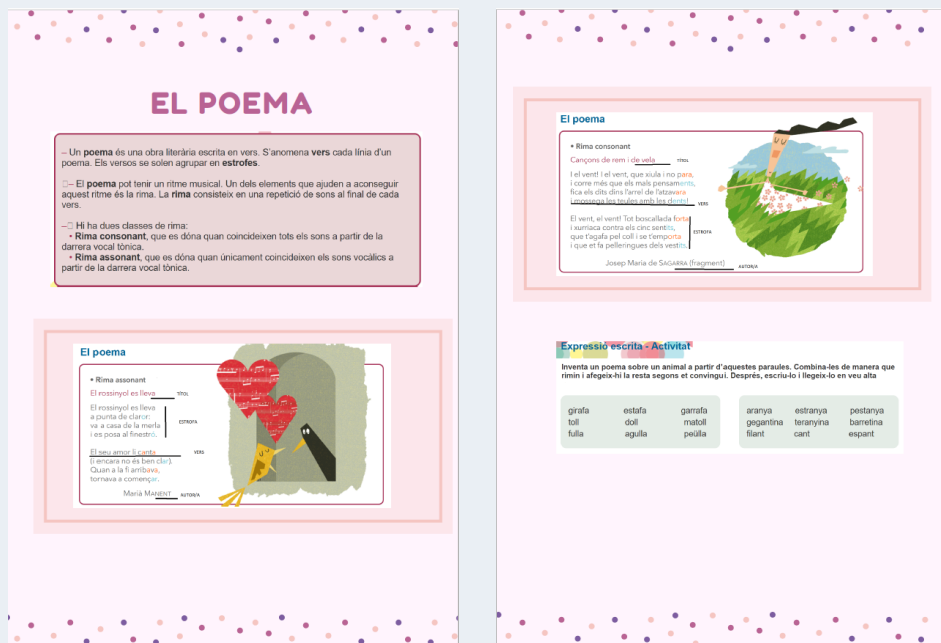 EL POEMA
– Un poema és una obra literària escrita en vers. S'anomena vers cada línia d'un
poema. Els versos se solen agrupar en estrofes.
– El poema pot tenir un ritme musical. Un dels elements que ajuden a aconseguir
aquest ritme és la rima. La rima consisteix en una repetició de sons al final de cada
vers.
– Hi ha dues classes de rima:
• Rima consonant, que es dóna quan coincideixen tots els sons a partir de la
darrera vocal tònica.
• Rima assonant, que es dóna quan únicament coincideixen els sons vocàlics a
partir de la darrera vocal tònica.
El poema
• Rima assonant
El rossinyol es lleva TÍTOL
El rossinyol es lleva
a punta de claror:
va a casa de la merla
i es posa al finestró.
ESTROFA
El seu amor li canta VERS
(i encara no és ben clar).
Quan a la fi arribava,
tornava a començar.
Marià MANENT AUTOR/A
El poema
• Rima consonant
Cançons de rem i de vela TÍTOL
I el vent! I el vent, que xiula i no para,
i corre més que els mals pensaments,
fica els dits dins l'arrel de l'atzavara
i mossega les teules amb les dents! VERS
El vent, el vent! Tot boscallada forta
i xurriaca contra els cinc sentits,
que t'agafa pel coll i se t'emporta
i que et fa pelleringues dels vestits.
ESTROFA
Josep Maria de SAGARRA (fragment) AUTOR/A
Expressió escrita - Activitat
Inventa un poema sobre un animal a partir d'aquestes paraules. Combina-les de manera que
rimin i afegeix-hi la resta segons et convingui. Després, escriu-lo i llegeix-lo en veu alta
girafa estafa garrafa
toll doll matoll
fulla agulla peülla
aranya estranya pestanya
gegantina teranyina barretina
filant cant espant